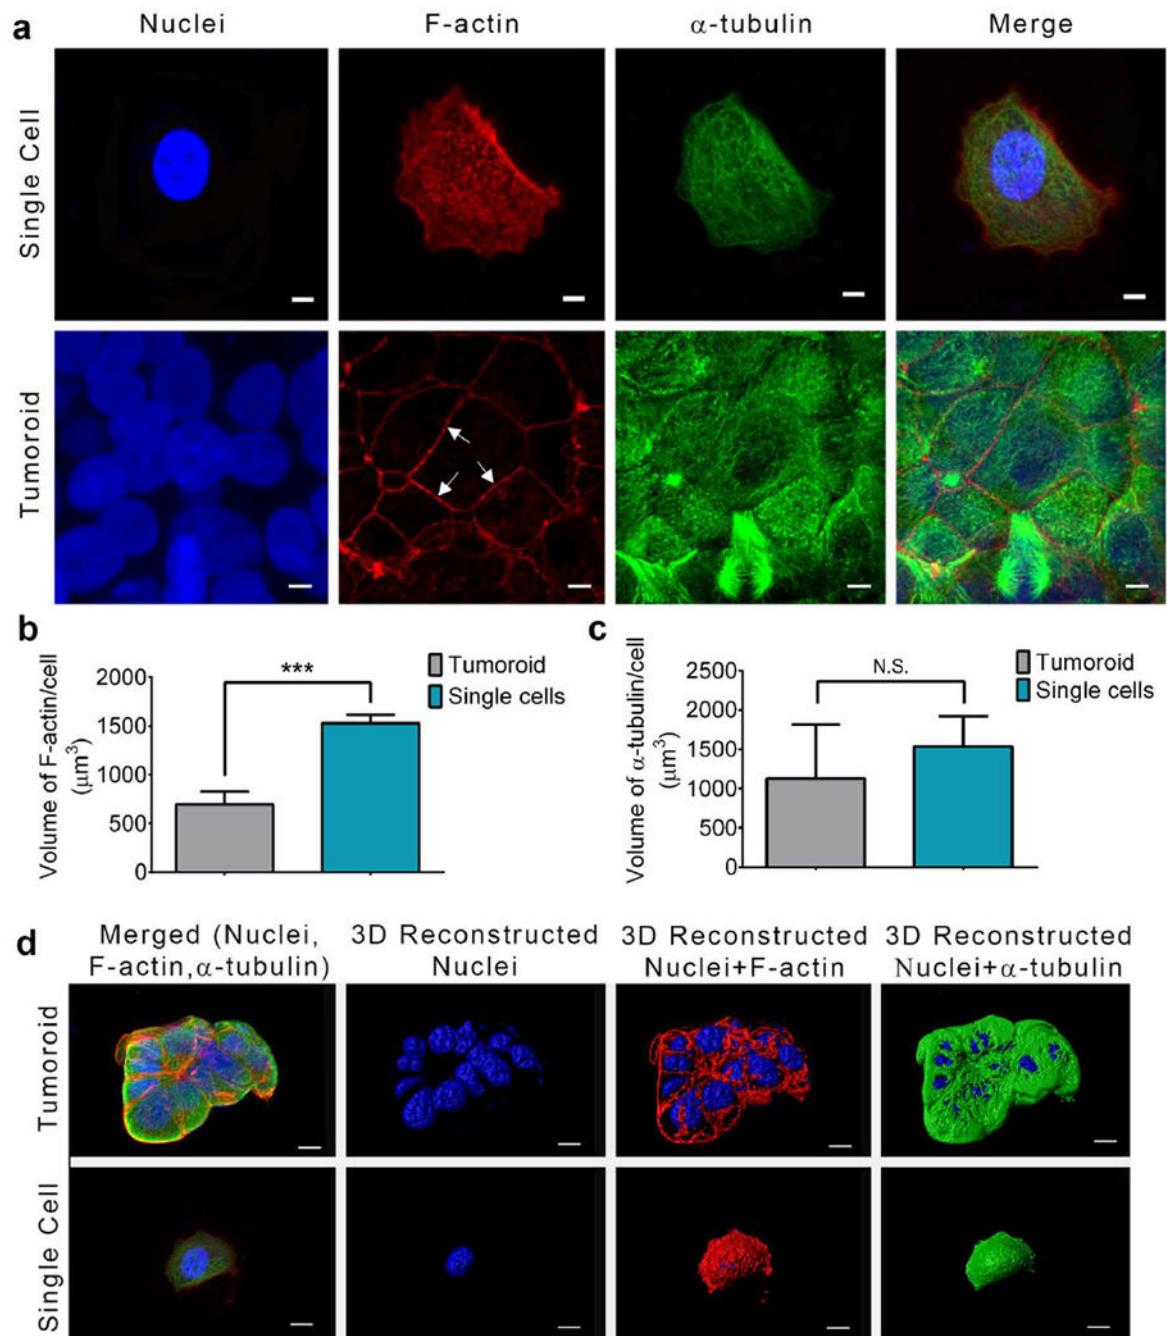 a
Nuclei
F-actin
α-tubulin
Merge
Single Cell
Tumoroid
b
Volume of F-actin/cell
(μm³)
2000
1500
1000
500
0
***
Tumoroid
Single cells
c
Volume of α-tubulin/cell
(μm³)
2500
2000
1500
1000
500
0
N.S.
Tumoroid
Single cells
d
Merged (Nuclei,
F-actin,α-tubulin)
3D Reconstructed
Nuclei
3D Reconstructed
Nuclei+F-actin
3D Reconstructed
Nuclei+α-tubulin
Tumoroid
Single Cell